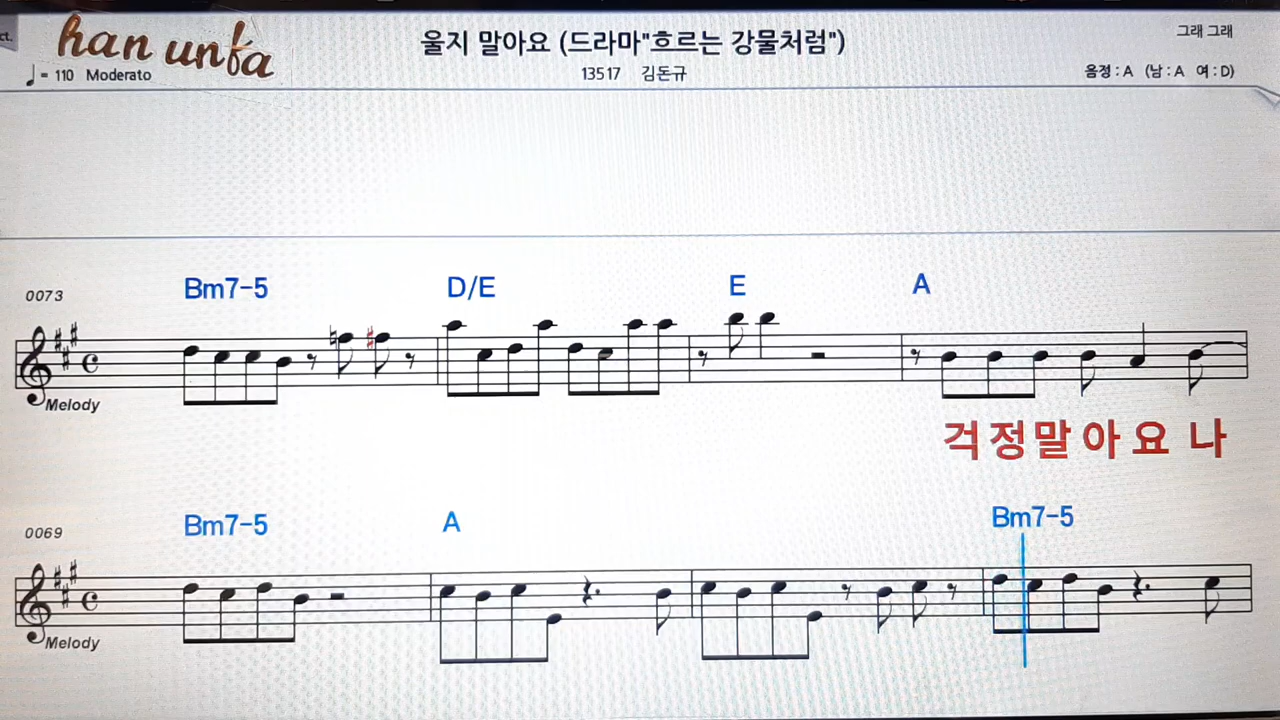 ct.
han unfa
울지 말아요 (드라마"흐르는 강물처럼")
그래 그래
= 110 Moderato
13517 김돈규
음정 : A (남 : A 여 : D)
0073 Bm7-5 D/E E A
Melody
걱정말아요 나
0069 Bm7-5 A Bm7-5
Melody